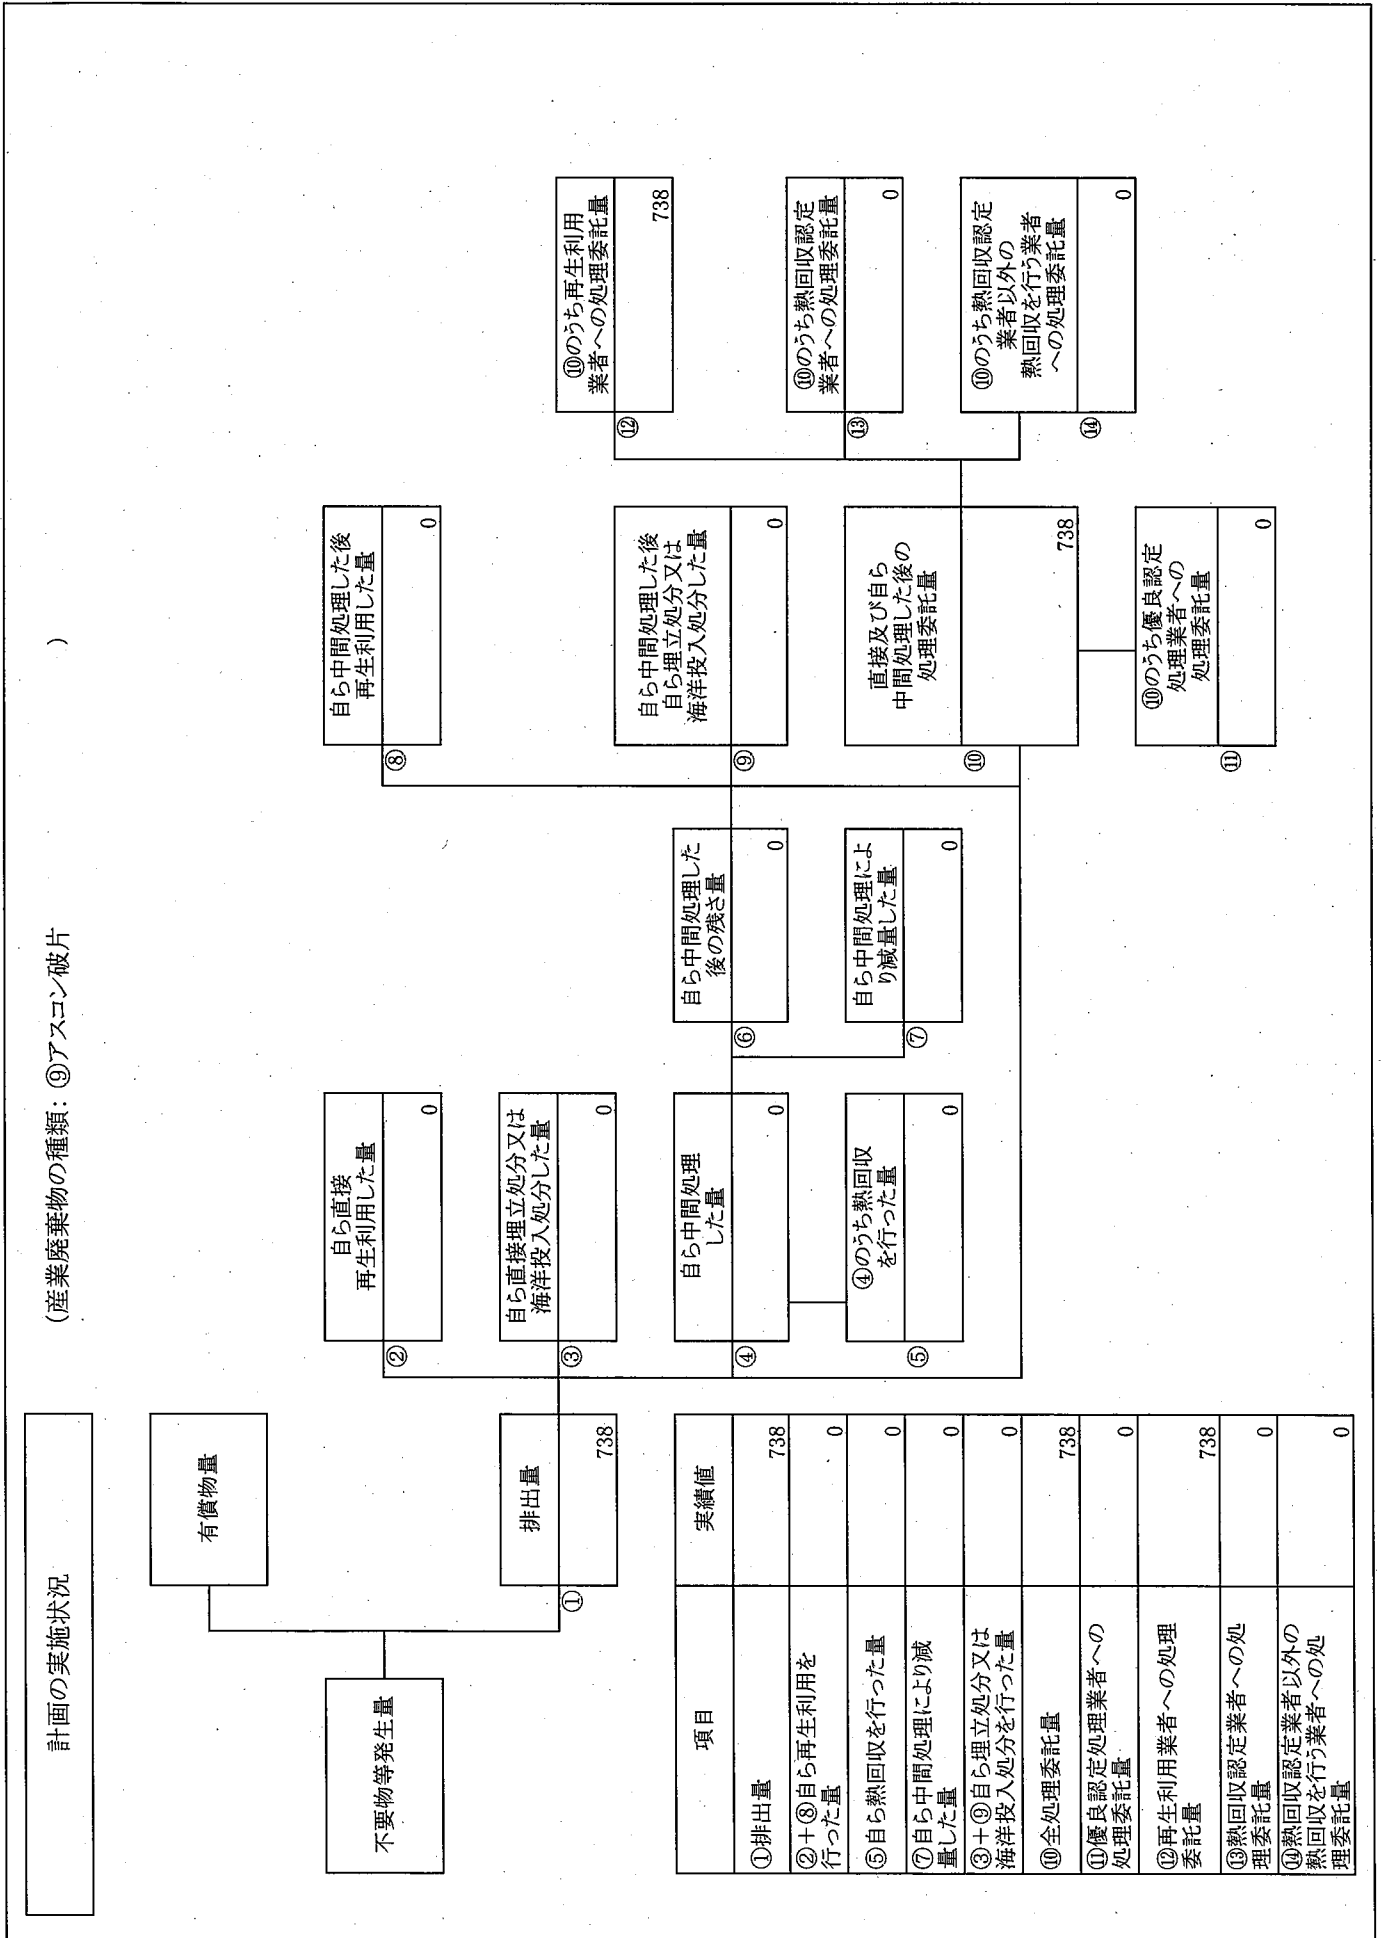 計画の実施状況
(産業廃棄物の種類：⑨アスコン破片
)
不要物等発生量
有償物量
①
排出量
738
②
自ら直接
再生利用した量
0
③
自ら直接埋立処分又は
海洋投入処分した量
0
④
自ら中間処理
した量
0
⑤
④のうち熱回収
を行った量
0
⑥
自ら中間処理した
後の残さ量
0
⑦
自ら中間処理によ
り減量した量
0
⑧
自ら中間処理した後
再生利用した量
0
⑨
自ら中間処理した後
自ら埋立処分又は
海洋投入処分した量
0
⑩
直接及び自ら
中間処理した後の
処理委託量
738
⑪
⑩のうち優良認定
処理業者への
処理委託量
0
⑫
⑩のうち再生利用
業者への処理委託量
738
⑬
⑩のうち熱回収認定
業者への処理委託量
0
⑭
⑩のうち熱回収認定
業者以外の
熱回収を行う業者
への処理委託量
0
項目 実績値
①排出量 738
②＋⑧自ら再生利用を
行った量 0
⑤自ら熱回収を行った量 0
⑦自ら中間処理により減
量した量 0
③＋⑨自ら埋立処分又は
海洋投入処分を行った量 0
⑩全処理委託量 738
⑪優良認定処理業者への
処理委託量 0
⑫再生利用業者への処理
委託量 738
⑬熱回収認定業者への処
理委託量 0
⑭熱回収認定業者以外の
熱回収を行う業者への処
理委託量 0